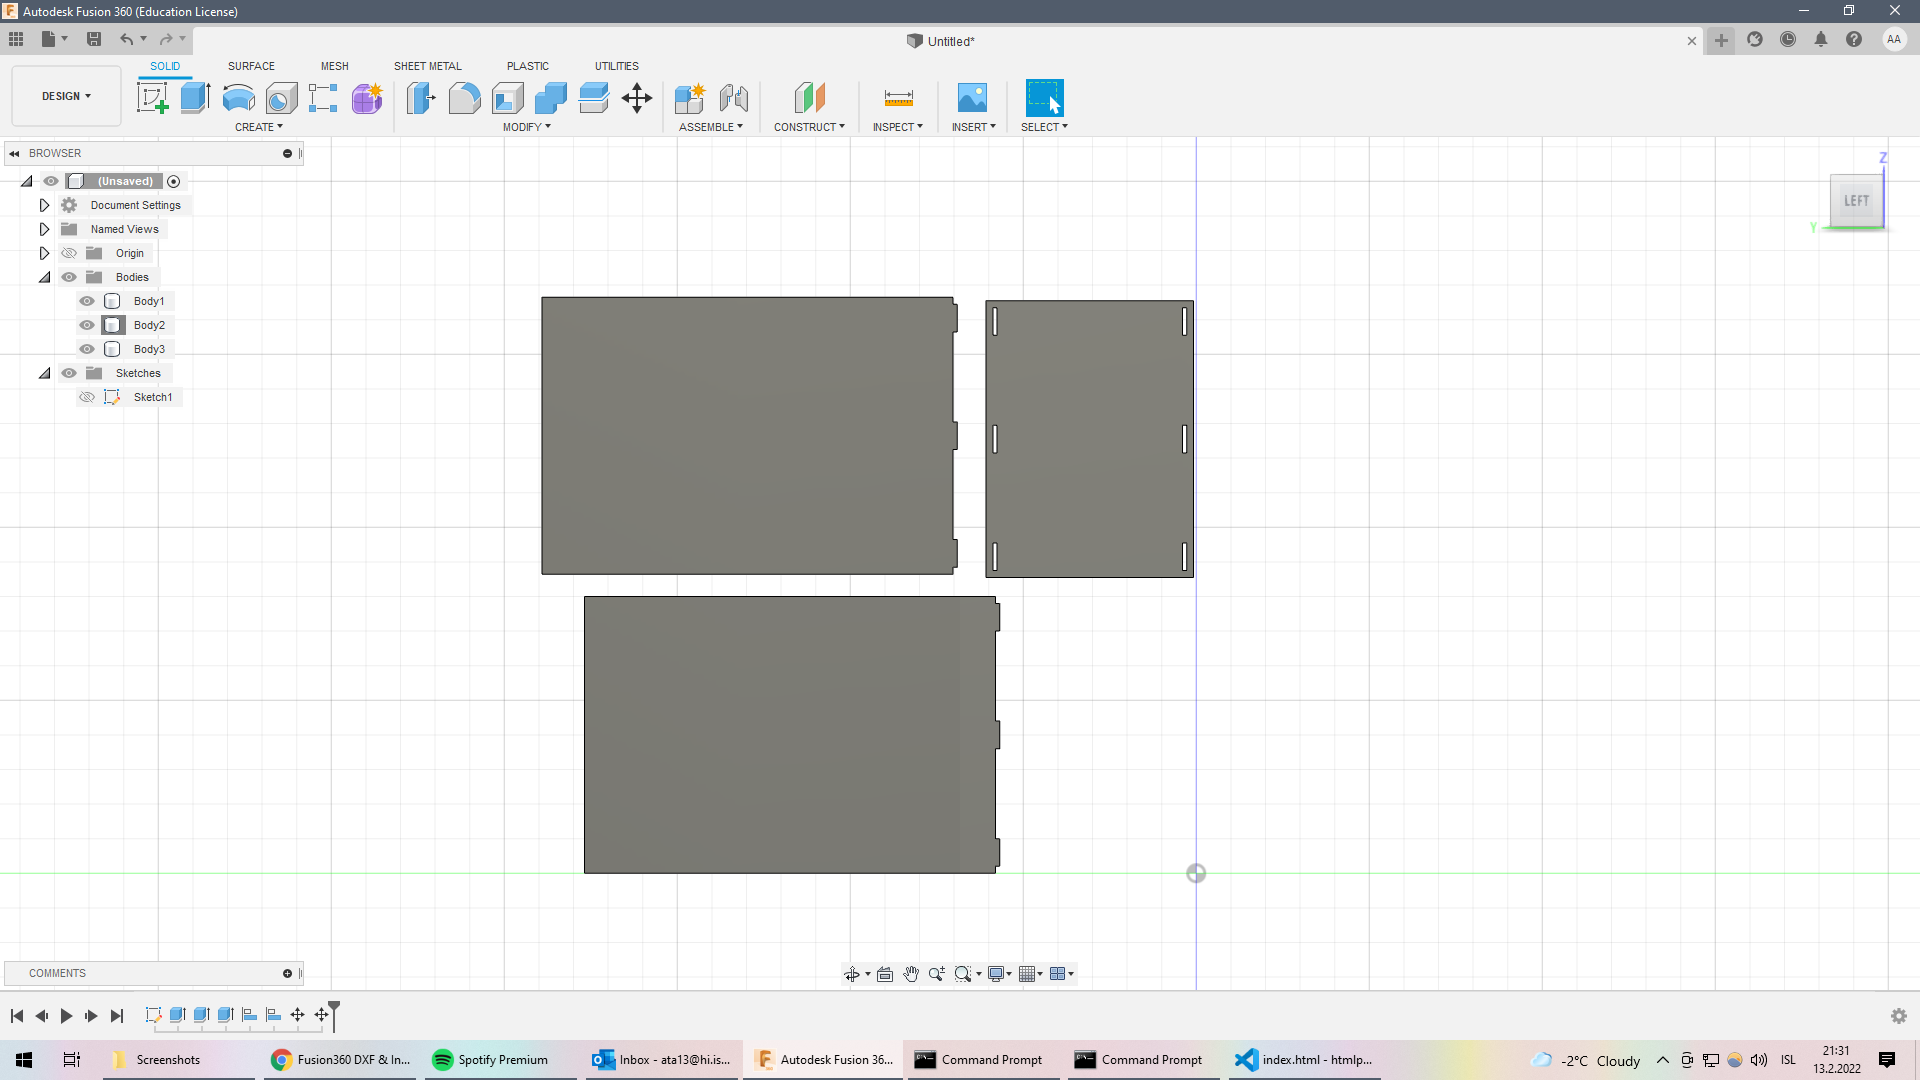 Autodesk Fusion 360 (Education License)
Untitled*
AA
DESIGN
SOLID
SURFACE
MESH
SHEET METAL
PLASTIC
UTILITIES
CREATE
MODIFY
ASSEMBLE
CONSTRUCT
INSPECT
INSERT
SELECT
BROWSER
(Unsaved)
Document Settings
Named Views
Origin
Bodies
Body1
Body2
Body3
Sketches
Sketch1
Z
LEFT
Y
COMMENTS
Screenshots
Fusion360 DXF & In...
Spotify Premium
Inbox - ata13@hi.is...
Autodesk Fusion 36...
Command Prompt
Command Prompt
index.html - htmlp...
-2°C Cloudy
ISL
21:31
13.2.2022